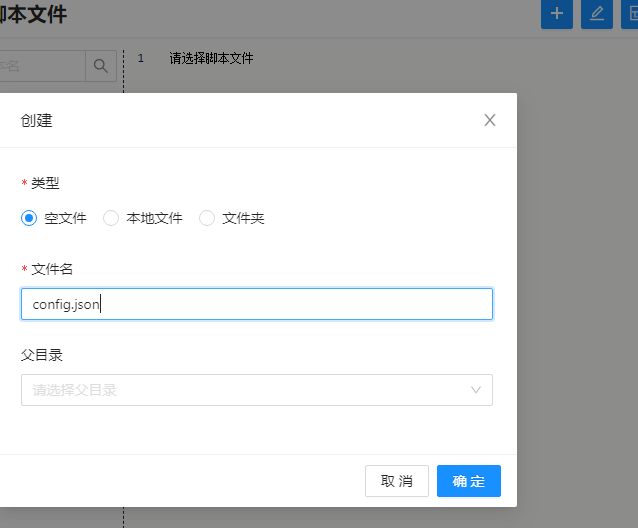 脚本文件
本名
1 请选择脚本文件
创建
* 类型
空文件 本地文件 文件夹
* 文件名
config.json
父目录
请选择父目录
取 消 确 定